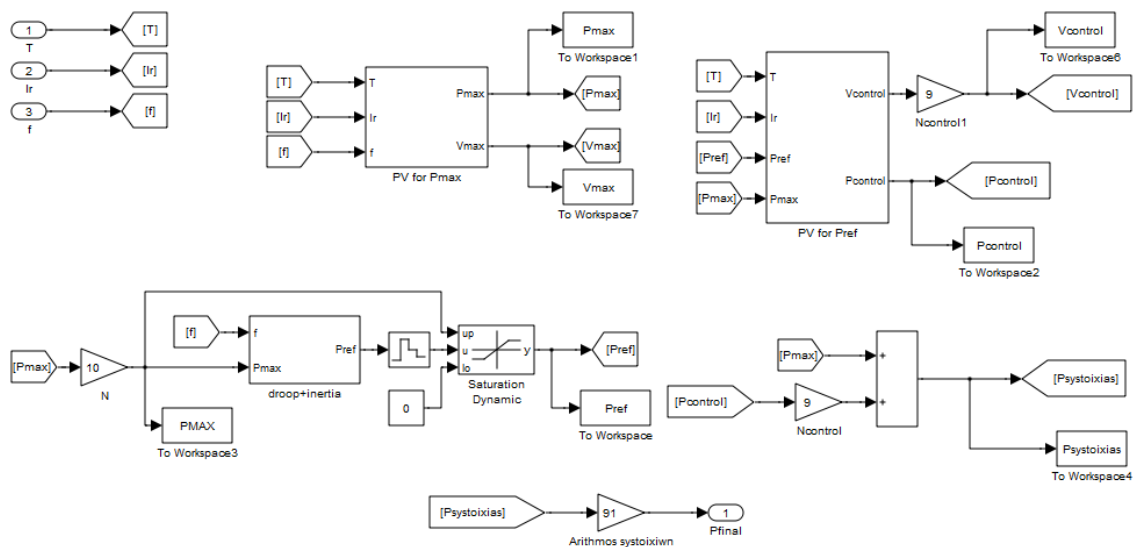 1
T
[T]
2
Ir
[Ir]
3
f
[f]
[T]
[Ir]
[f]
T
Ir
f
Pmax
Vmax
PV for Pmax
Pmax
To Workspace1
[Pmax]
[Vmax]
Vmax
To Workspace7
[T]
[Ir]
[Pref]
[Pmax]
T
Ir
Pref
Pmax
Vcontrol
Pcontrol
PV for Pref
9
Ncontrol1
Vcontrol
To Workspace6
[Vcontrol]
[Pcontrol]
Pcontrol
To Workspace2
[Pmax]
10
N
PMAX
To Workspace3
[f]
f
Pmax
Pref
droop+inertia
0
up
u
lo
y
Saturation
Dynamic
[Pref]
Pref
To Workspace
[Pmax]
[Pcontrol]
9
Ncontrol
+
+
[Psystoixias]
Psystoixias
To Workspace4
[Psystoixias]
91
Arithmos systoixiwn
1
Pfinal